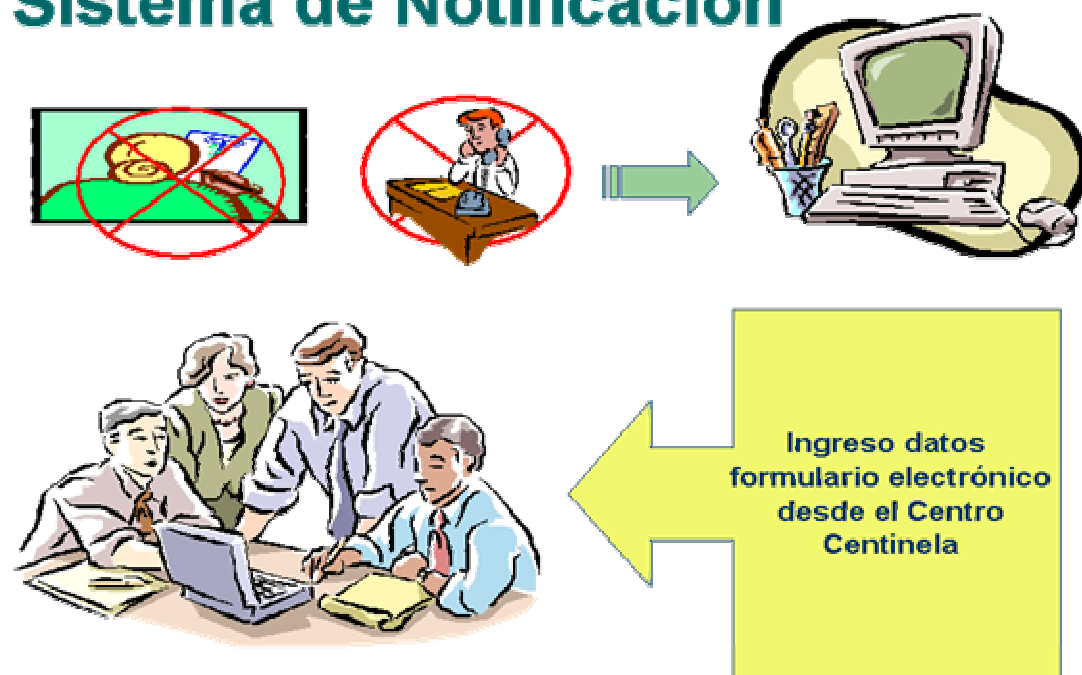 Sistema de Notificación
Ingreso datos
formulario electrónico
desde el Centro
Centinela